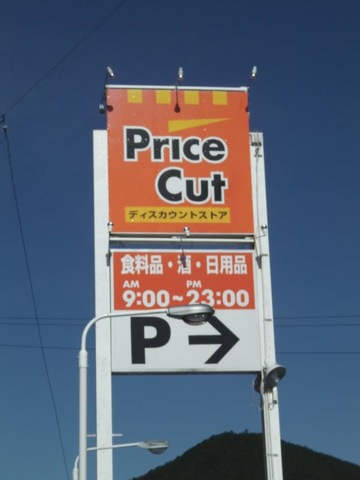 Price
Cut
ディスカウントストア
食料品・酒・日用品
AM PM
9:00~23:00
P→